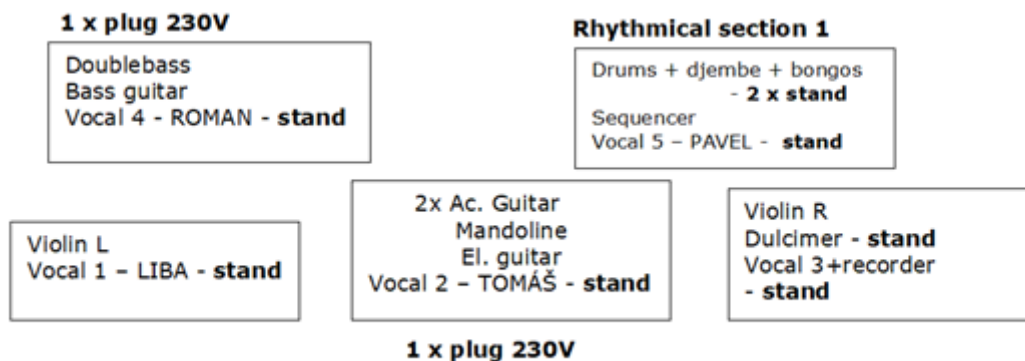 1 x plug 230V
Doublebass
Bass guitar
Vocal 4 - ROMAN - stand
Rhythmical section 1
Drums + djembe + bongos
- 2 x stand
Sequencer
Vocal 5 – PAVEL - stand
Violin L
Vocal 1 – LIBA - stand
2x Ac. Guitar
Mandoline
El. guitar
Vocal 2 – TOMÁŠ - stand
Violin R
Dulcimer - stand
Vocal 3+recorder
- stand
1 x plug 230V